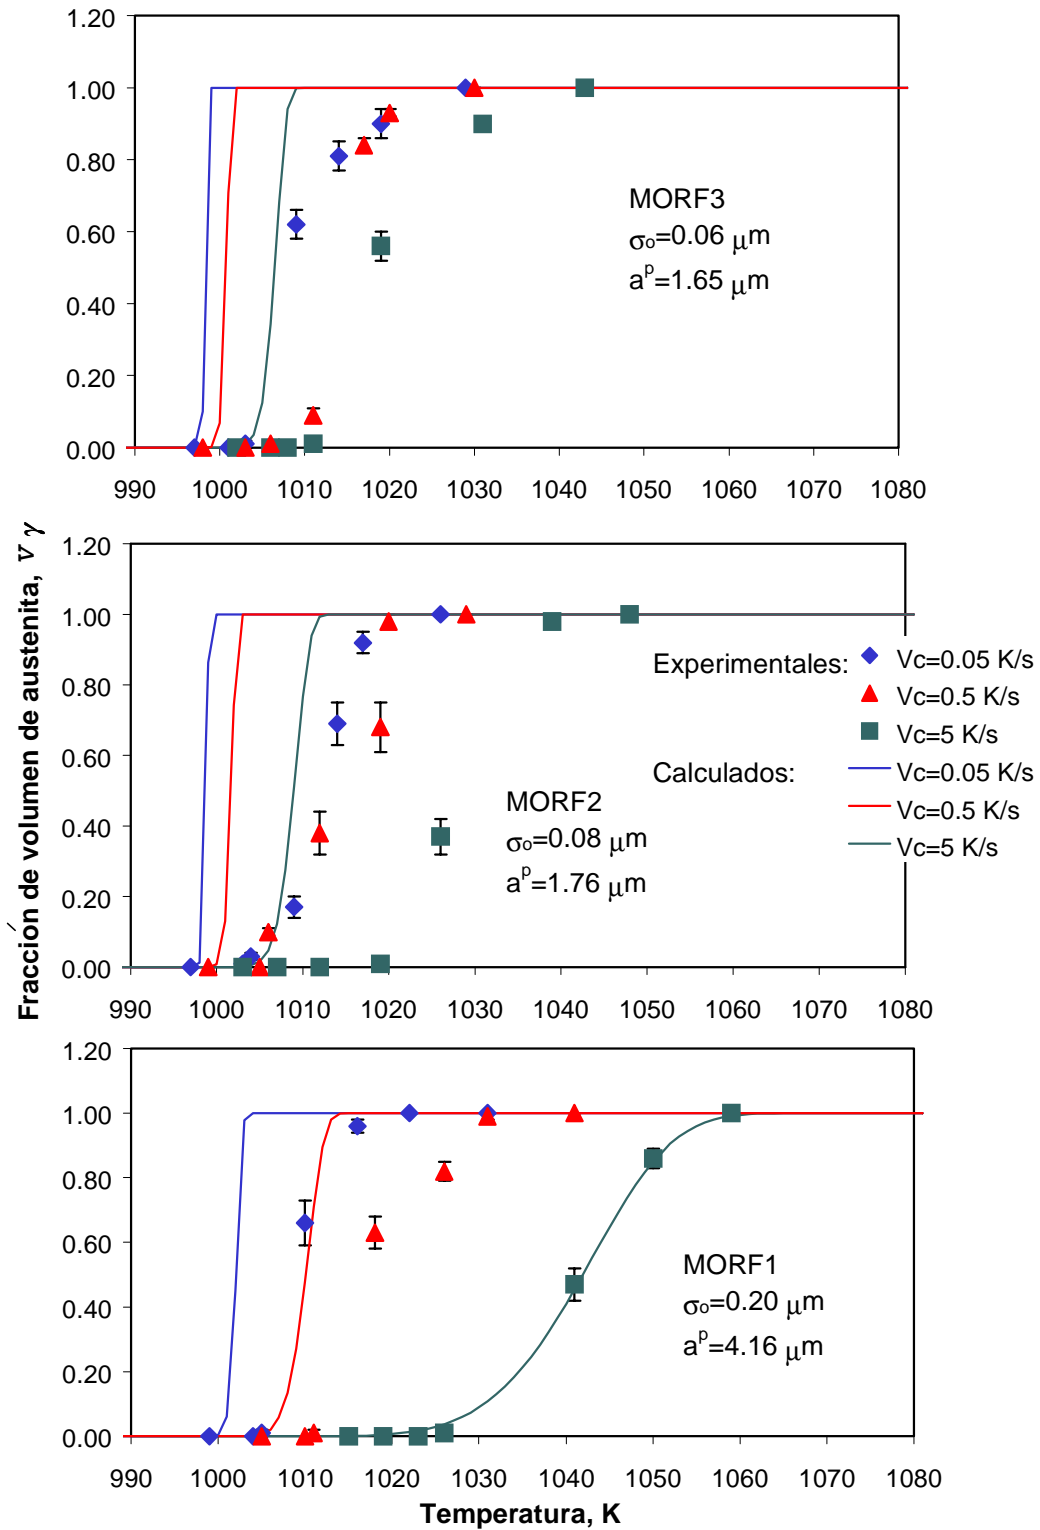 1.20
1.00
0.80
0.60
0.40
0.20
0.00
990 1000 1010 1020 1030 1040 1050 1060 1070 1080
MORF3
σo=0.06 μm
a^p=1.65 μm
Fracción de volumen de austenita, V γ
1.20
1.00
0.80
0.60
0.40
0.20
0.00
990 1000 1010 1020 1030 1040 1050 1060 1070 1080
MORF2
σo=0.08 μm
a^p=1.76 μm
Experimentales: Vc=0.05 K/s
Vc=0.5 K/s
Vc=5 K/s
Calculados: Vc=0.05 K/s
Vc=0.5 K/s
Vc=5 K/s
1.20
1.00
0.80
0.60
0.40
0.20
0.00
990 1000 1010 1020 1030 1040 1050 1060 1070 1080
MORF1
σo=0.20 μm
a^p=4.16 μm
Temperatura, K